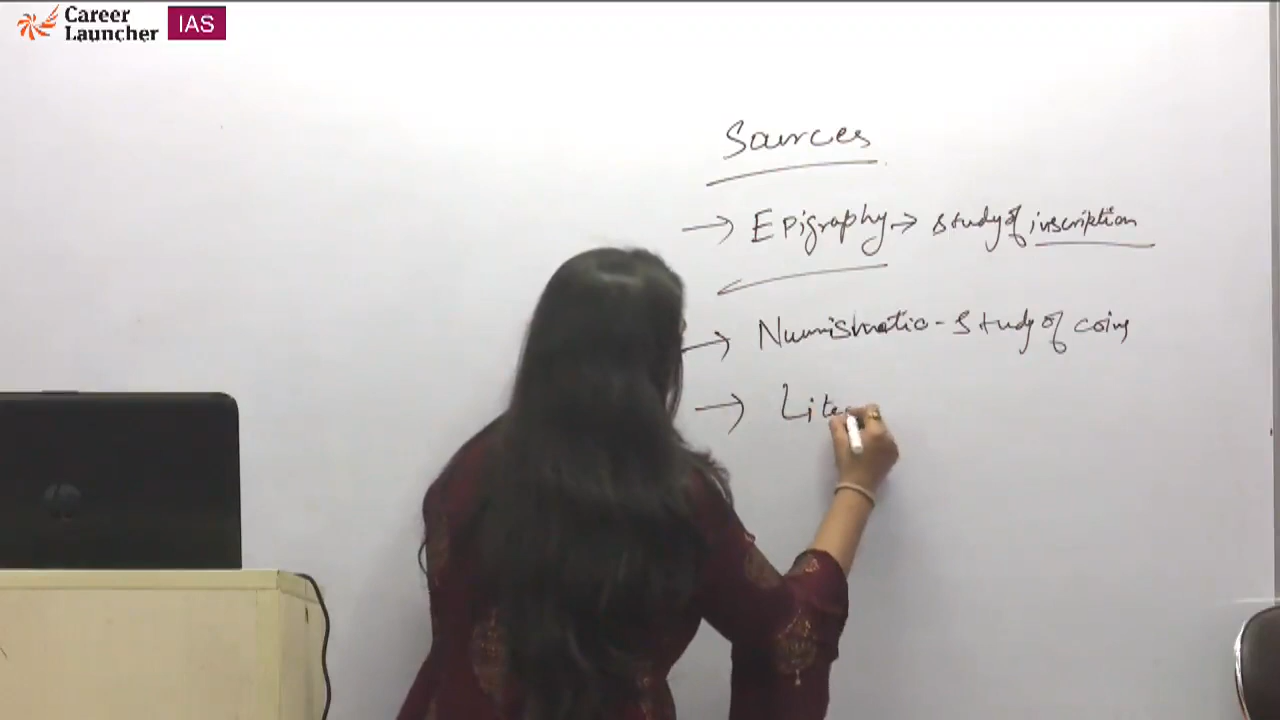 Career Launcher IAS
Sources
→ Epigraphy → study of inscription
→ Numismatic - study of coins
→ Lite